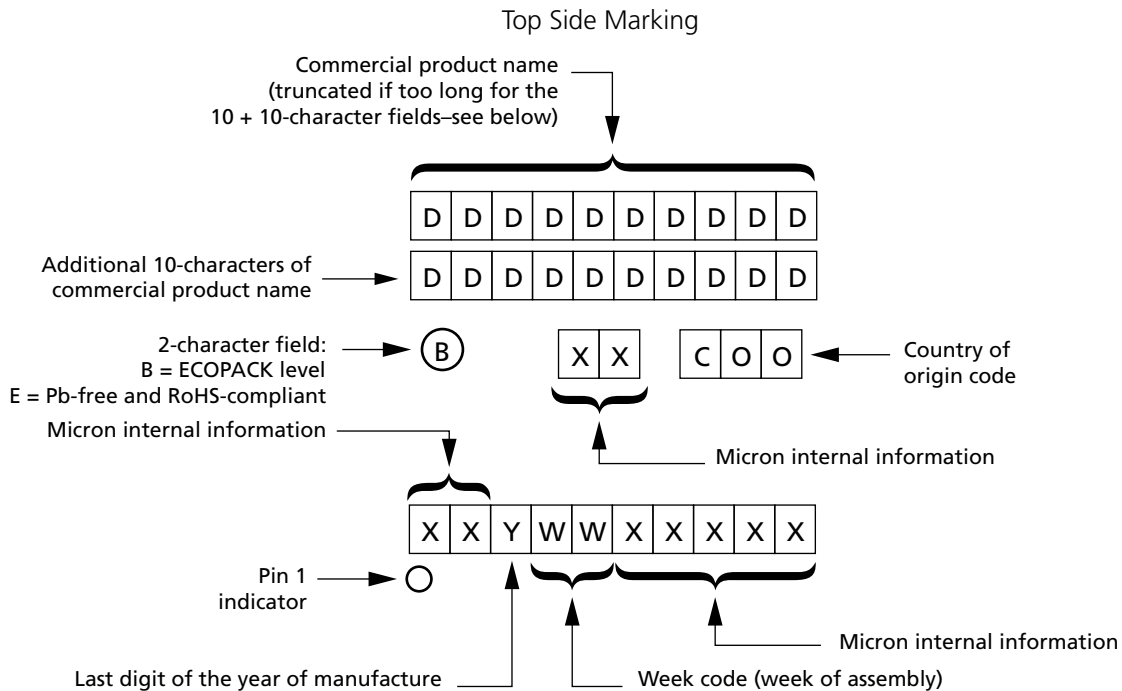 Top Side Marking
Commercial product name
(truncated if too long for the
10 + 10-character fields–see below)
D D D D D D D D D D
Additional 10-characters of
commercial product name
D D D D D D D D D D
2-character field:
B = ECOPACK level
E = Pb-free and RoHS-compliant
B
X X
C O O
Country of
origin code
Micron internal information
Micron internal information
X X Y W W X X X X X
Pin 1
indicator
Micron internal information
Last digit of the year of manufacture
Week code (week of assembly)